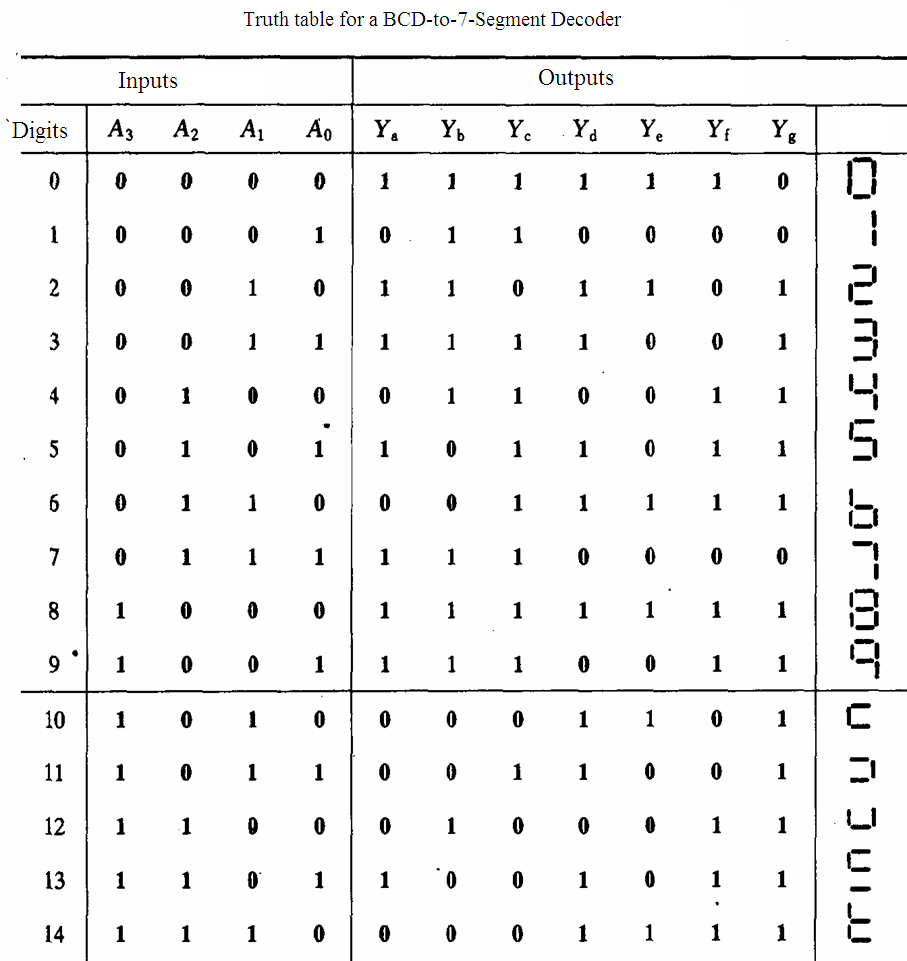 Truth table for a BCD-to-7-Segment Decoder
Inputs Outputs
Digits A₃ A₂ A₁ A₀ Yₐ Y_b Y_c Y_d Yₑ Y_f Y_g
0 0 0 0 0 1 1 1 1 1 1 0
1 0 0 0 1 0 1 1 0 0 0 0
2 0 0 1 0 1 1 0 1 1 0 1
3 0 0 1 1 1 1 1 1 0 0 1
4 0 1 0 0 0 1 1 0 0 1 1
5 0 1 0 1 1 0 1 1 0 1 1
6 0 1 1 0 0 0 1 1 1 1 1
7 0 1 1 1 1 1 1 0 0 0 0
8 1 0 0 0 1 1 1 1 1 1 1
9 1 0 0 1 1 1 1 0 0 1 1
10 1 0 1 0 0 0 0 1 1 0 1
11 1 0 1 1 0 0 1 1 0 0 1
12 1 1 0 0 0 1 0 0 0 1 1
13 1 1 0 1 1 0 0 1 0 1 1
14 1 1 1 0 0 0 0 1 1 1 1